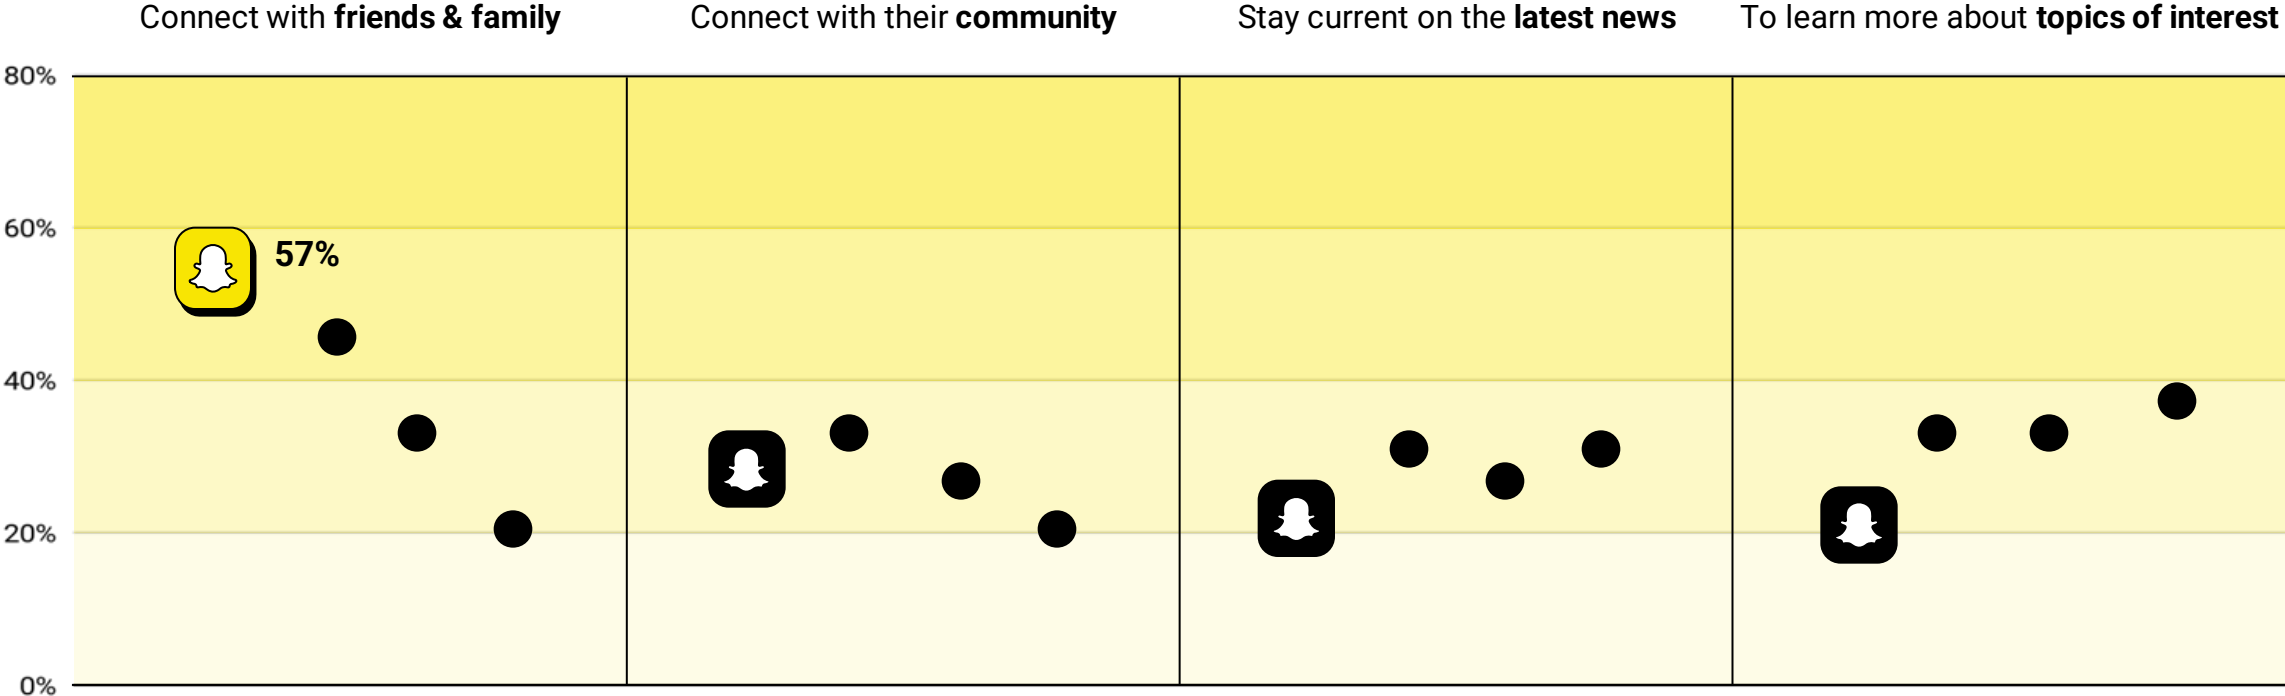 Connect with friends & family
Connect with their community
Stay current on the latest news
To learn more about topics of interest
80%
60%
57%
40%
20%
0%